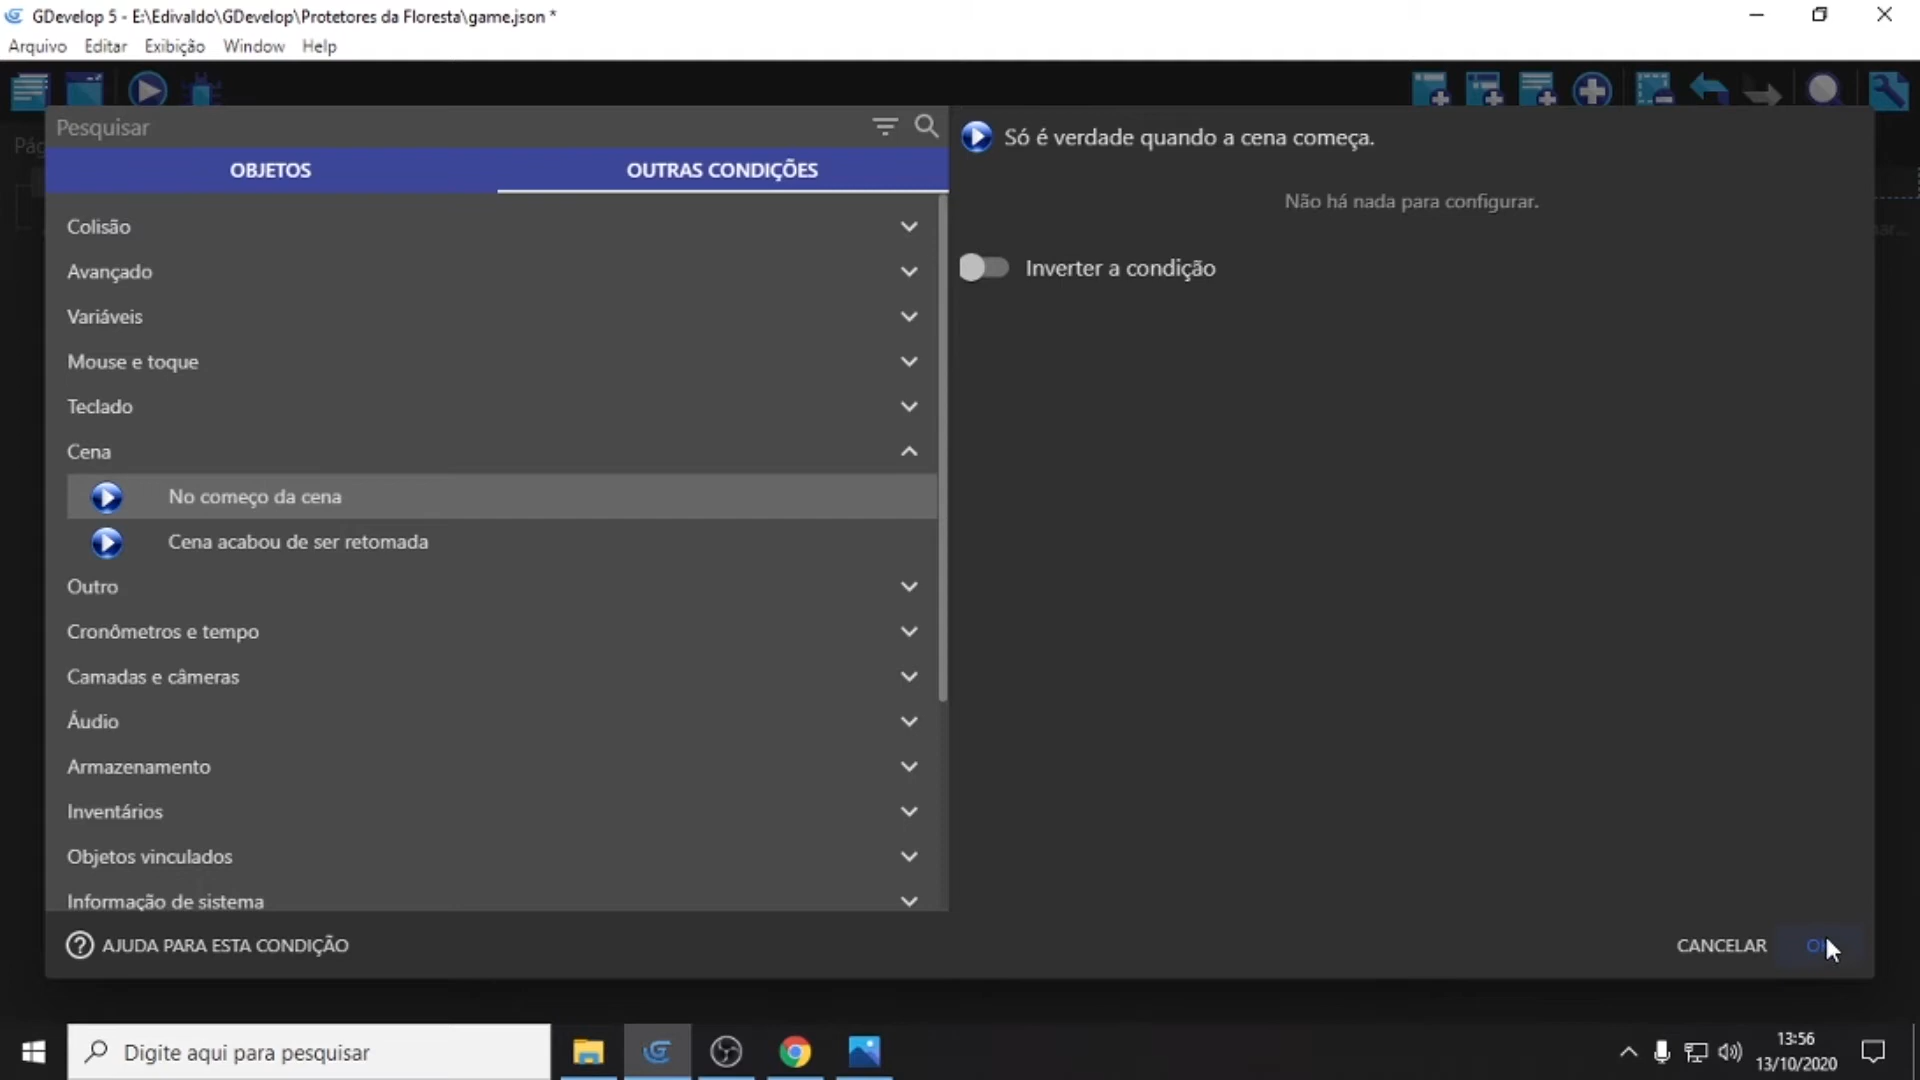 GDevelop 5 - E:\Edivaldo\GDevelop\Protetores da Floresta\game.json *
Arquivo Editar Exibição Window Help
Pesquisar
OBJETOS OUTRAS CONDIÇÕES
Colisão
Avançado
Variáveis
Mouse e toque
Teclado
Cena
No começo da cena
Cena acabou de ser retomada
Outro
Cronômetros e tempo
Camadas e câmeras
Áudio
Armazenamento
Inventários
Objetos vinculados
Informação de sistema
Só é verdade quando a cena começa.
Não há nada para configurar.
Inverter a condição
AJUDA PARA ESTA CONDIÇÃO
CANCELAR
Digite aqui para pesquisar
13:56
13/10/2020